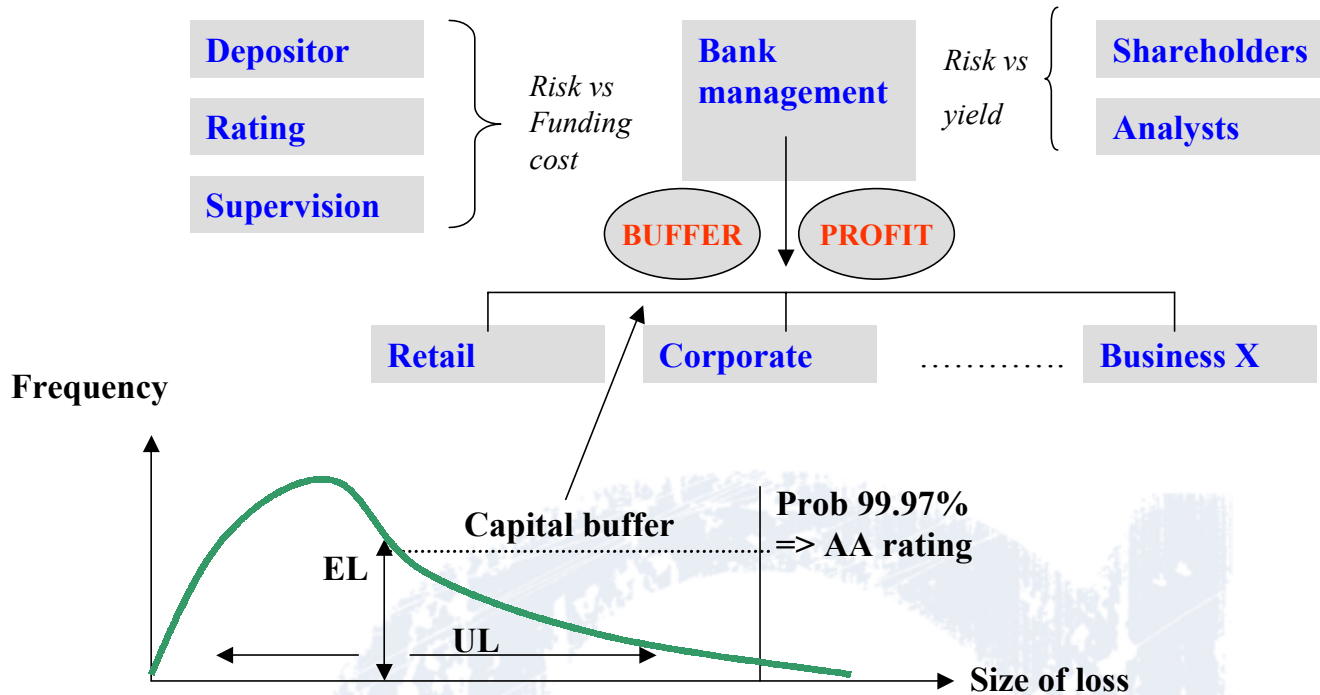 Depositor
Rating
Supervision
Risk vs
Funding
cost
Bank
management
Risk vs
yield
Shareholders
Analysts
BUFFER
PROFIT
Retail
Corporate
.............
Business X
Frequency
Capital buffer
Prob 99.97%
=> AA rating
EL
UL
Size of loss